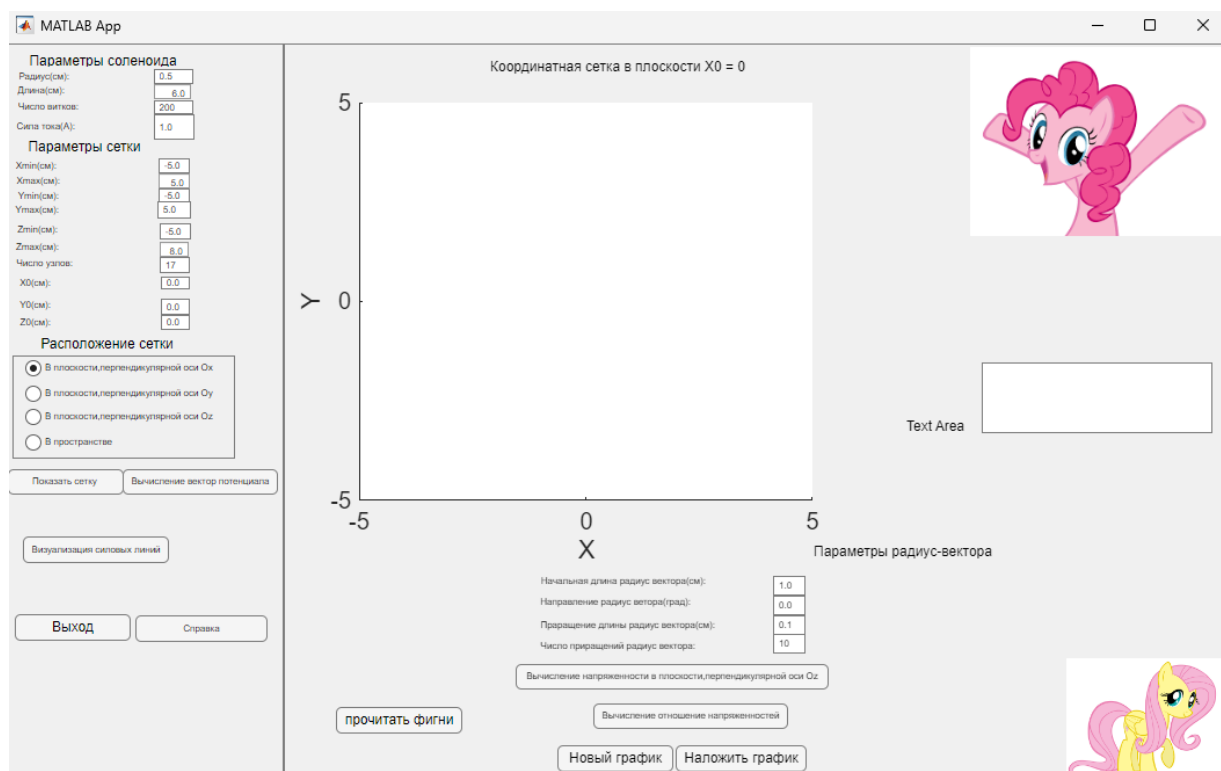 MATLAB App
Параметры соленоида
Радиус(см): 0.5
Длина(см): 6.0
Число витков: 200
Сила тока(А): 1.0
Параметры сетки
Xmin(см): -5.0
Xmax(см): 5.0
Ymin(см): -5.0
Ymax(см): 5.0
Zmin(см): -5.0
Zmax(см): 8.0
Число узлов: 17
X0(см): 0.0
Y0(см): 0.0
Z0(см): 0.0
Расположение сетки
В плоскости,перпендикулярной оси Ox
В плоскости,перпендикулярной оси Oy
В плоскости,перпендикулярной оси Oz
В пространстве
Показать сетку Вычисление вектор потенциала
Визуализация силовых линий
Выход Справка
Координатная сетка в плоскости X0 = 0
5
Y 0
-5
-5 0 5
X
Text Area
Параметры радиус-вектора
Начальная длина радиус вектора(см): 1.0
Направление радиус ветора(град): 0.0
Праращение длины радиус вектора(см): 0.1
Число приращений радиус вектора: 10
Вычисление напряженности в плоскости,перпендикулярной оси Oz
прочитать фигни Вычисление отношение напряженностей
Новый график Наложить график